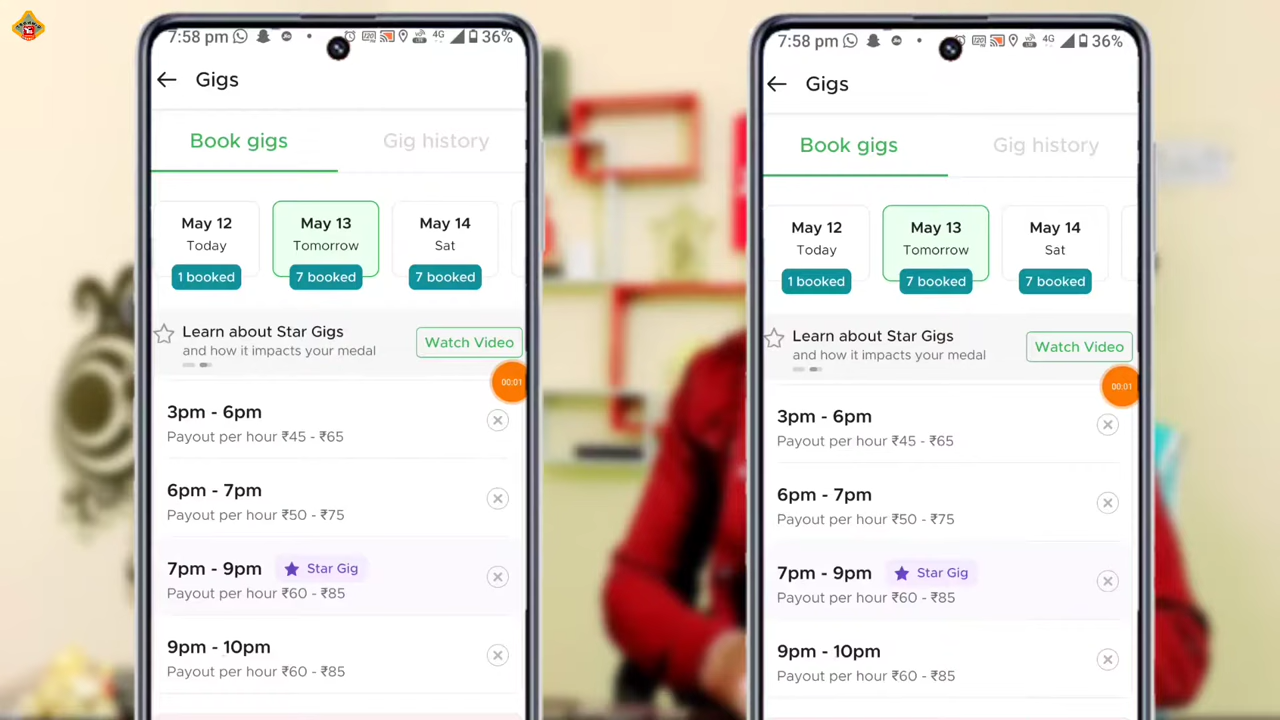 7:58 pm
4G
36%
Gigs
Book gigs
Gig history
May 12
Today
1 booked
May 13
Tomorrow
7 booked
May 14
Sat
7 booked
Learn about Star Gigs
and how it impacts your medal
Watch Video
00:01
3pm - 6pm
Payout per hour ₹45 - ₹65
6pm - 7pm
Payout per hour ₹50 - ₹75
7pm - 9pm
Star Gig
Payout per hour ₹60 - ₹85
9pm - 10pm
Payout per hour ₹60 - ₹85
7:58 pm
4G
36%
Gigs
Book gigs
Gig history
May 12
Today
1 booked
May 13
Tomorrow
7 booked
May 14
Sat
7 booked
Learn about Star Gigs
and how it impacts your medal
Watch Video
00:01
3pm - 6pm
Payout per hour ₹45 - ₹65
6pm - 7pm
Payout per hour ₹50 - ₹75
7pm - 9pm
Star Gig
Payout per hour ₹60 - ₹85
9pm - 10pm
Payout per hour ₹60 - ₹85